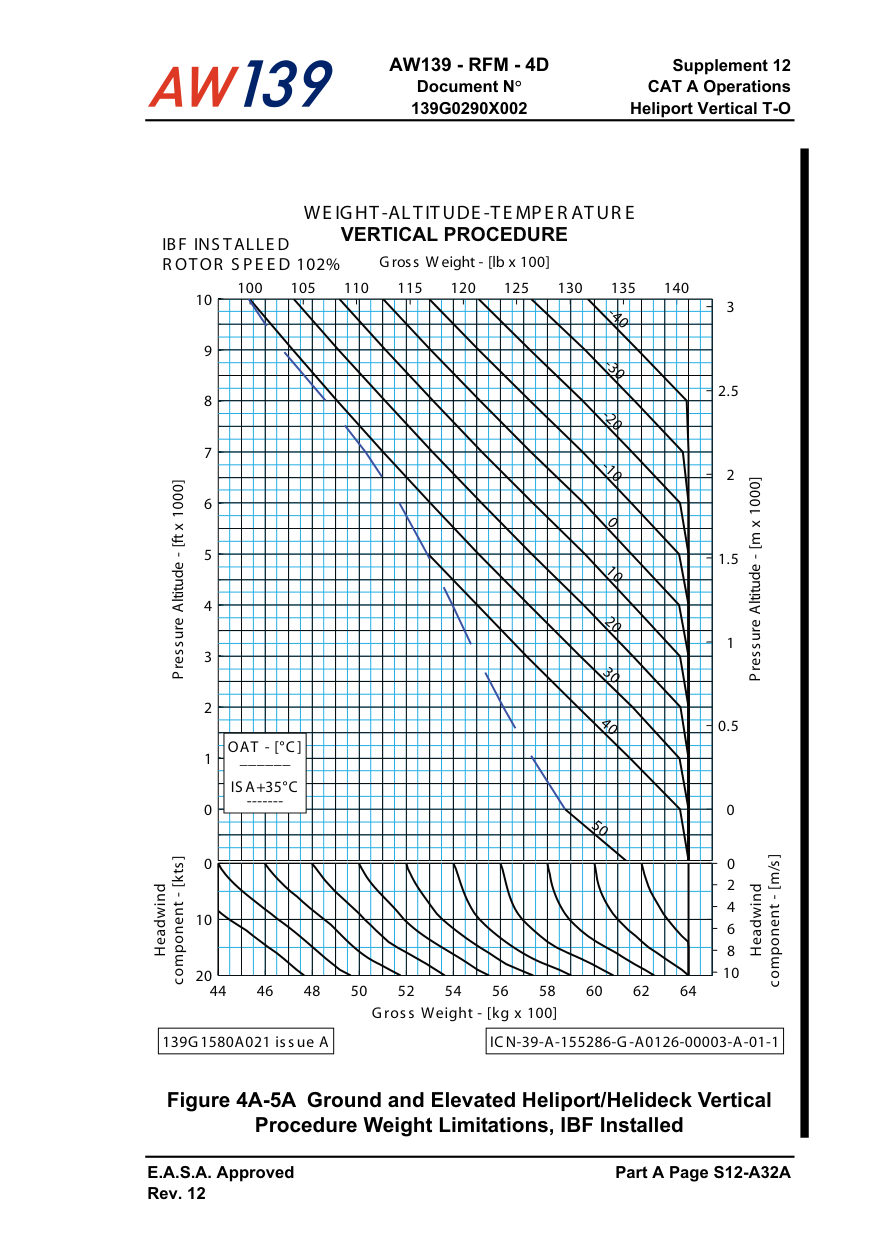 AW139
AW139 - RFM - 4D
Document N°
139G0290X002
Supplement 12
CAT A Operations
Heliport Vertical T-O
WEIGHT-ALTITUDE-TEMPERATURE
VERTICAL PROCEDURE
IBF INSTALLED
ROTOR SPEED 102%
Gross Weight - [lb x 100]
100 105 110 115 120 125 130 135 140
10 9 8 7 6 5 4 3 2 1 0
Pressure Altitude - [ft x 1000]
3 2.5 2 1.5 1 0.5 0
Pressure Altitude - [m x 1000]
-40
-30
-20
-10
0
10
20
30
40
50
OAT - [°C]
ISA+35°C
0 10 20
Headwind
component - [kts]
0 2 4 6 8 10
Headwind
component - [m/s]
44 46 48 50 52 54 56 58 60 62 64
Gross Weight - [kg x 100]
139G1580A021 issue A
ICN-39-A-155286-G-A0126-00003-A-01-1
Figure 4A-5A Ground and Elevated Heliport/Helideck Vertical
Procedure Weight Limitations, IBF Installed
E.A.S.A. Approved
Rev. 12
Part A Page S12-A32A